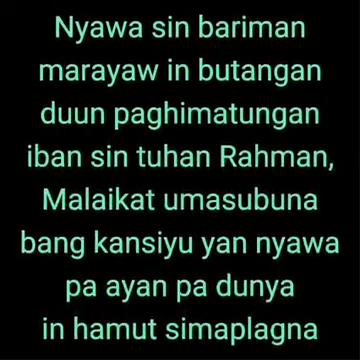 Nyawa sin bariman
marayaw in butangan
duun paghimatungan
iban sin tuhan Rahman,
Malaikat umasubuna
bang kansiyu yan nyawa
pa ayan pa dunya
in hamut simaplagna